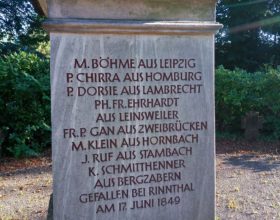 M. BÖHME AUS LEIPZIG
P. CHIRRA AUS HOMBURG
P. DORSIE AUS LAMBRECHT
PH. FR. EHRHARDT
AUS LEINSWEILER
FR. P. GAN AUS ZWEIBRÜCKEN
M. KLEIN AUS HORNBACH
J. RUF AUS STAMBACH
K. SCHMITTHENNER
AUS BERGZABERN
GEFALLEN BEI RINNTHAL
AM 17. JUNI 1849